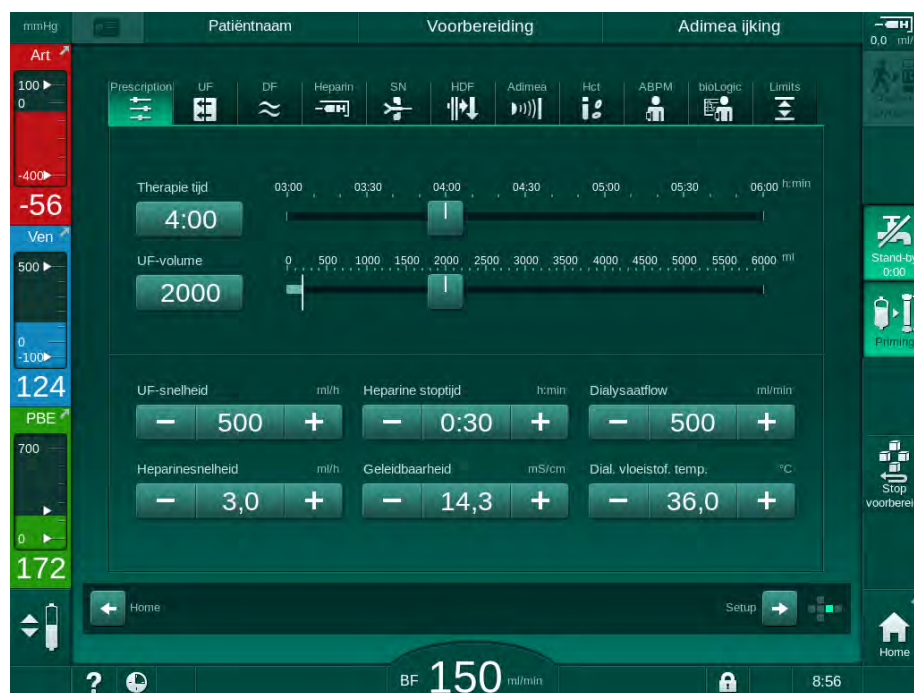 mmHg
Patiëntnaam
Voorbereiding
Adimea ijking
0,0 ml/
Art
100
0
-400
-56
Ven
500
0
-100
124
PBE
700
0
172
Prescription UF DF Heparin SN HDF Adimea Hct ABPM bioLogic Limits
Therapie tijd
4:00
03:00 03:30 04:00 04:30 05:00 05:30 06:00 h:min
UF-volume
2000
0 500 1000 1500 2000 2500 3000 3500 4000 4500 5000 5500 6000 ml
UF-snelheid ml/h Heparine stoptijd h:min Dialysaatflow ml/min
− 500 + − 0:30 + − 500 +
Heparinesnelheid ml/h Geleidbaarheid mS/cm Dial. vloeistof. temp. °C
− 3,0 + − 14,3 + − 36,0 +
Home
Setup
Stand-by
0:00
Priming
Stop
voorberei
Home
? BF 150 ml/min 8:56